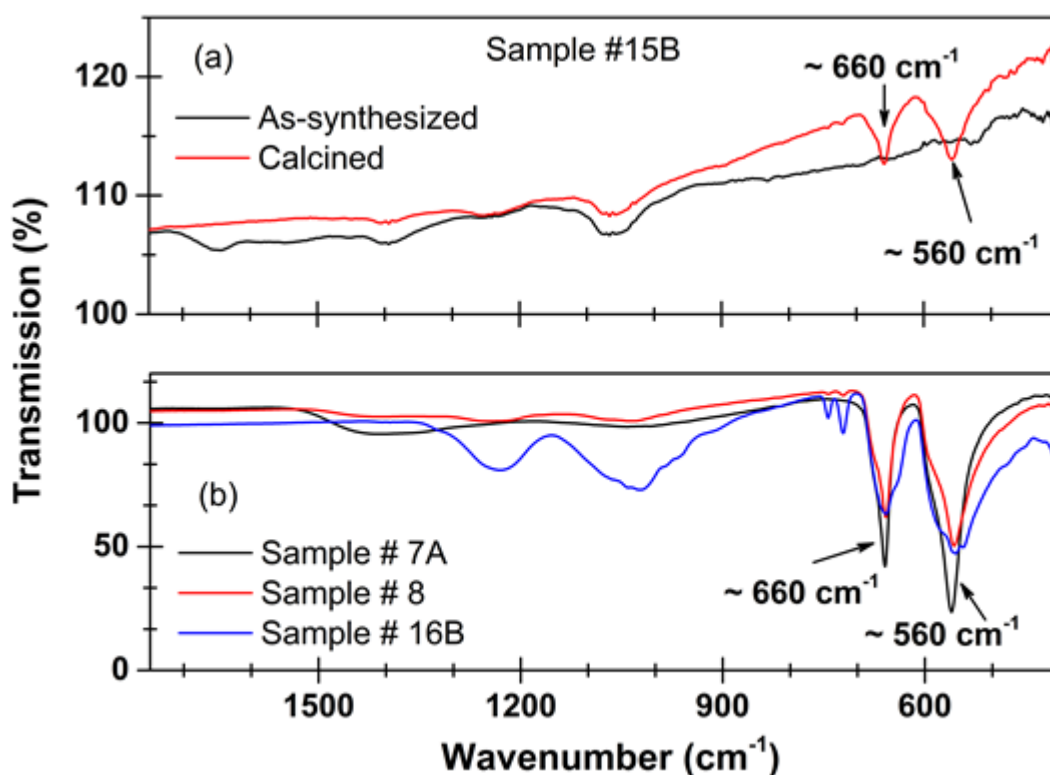 (a)
Sample #15B
~ 660 cm⁻¹
As-synthesized
Calcined
~ 560 cm⁻¹
120
110
100
Transmission (%)
(b)
Sample # 7A
Sample # 8
Sample # 16B
~ 660 cm⁻¹
~ 560 cm⁻¹
100
50
0
1500 1200 900 600
Wavenumber (cm⁻¹)